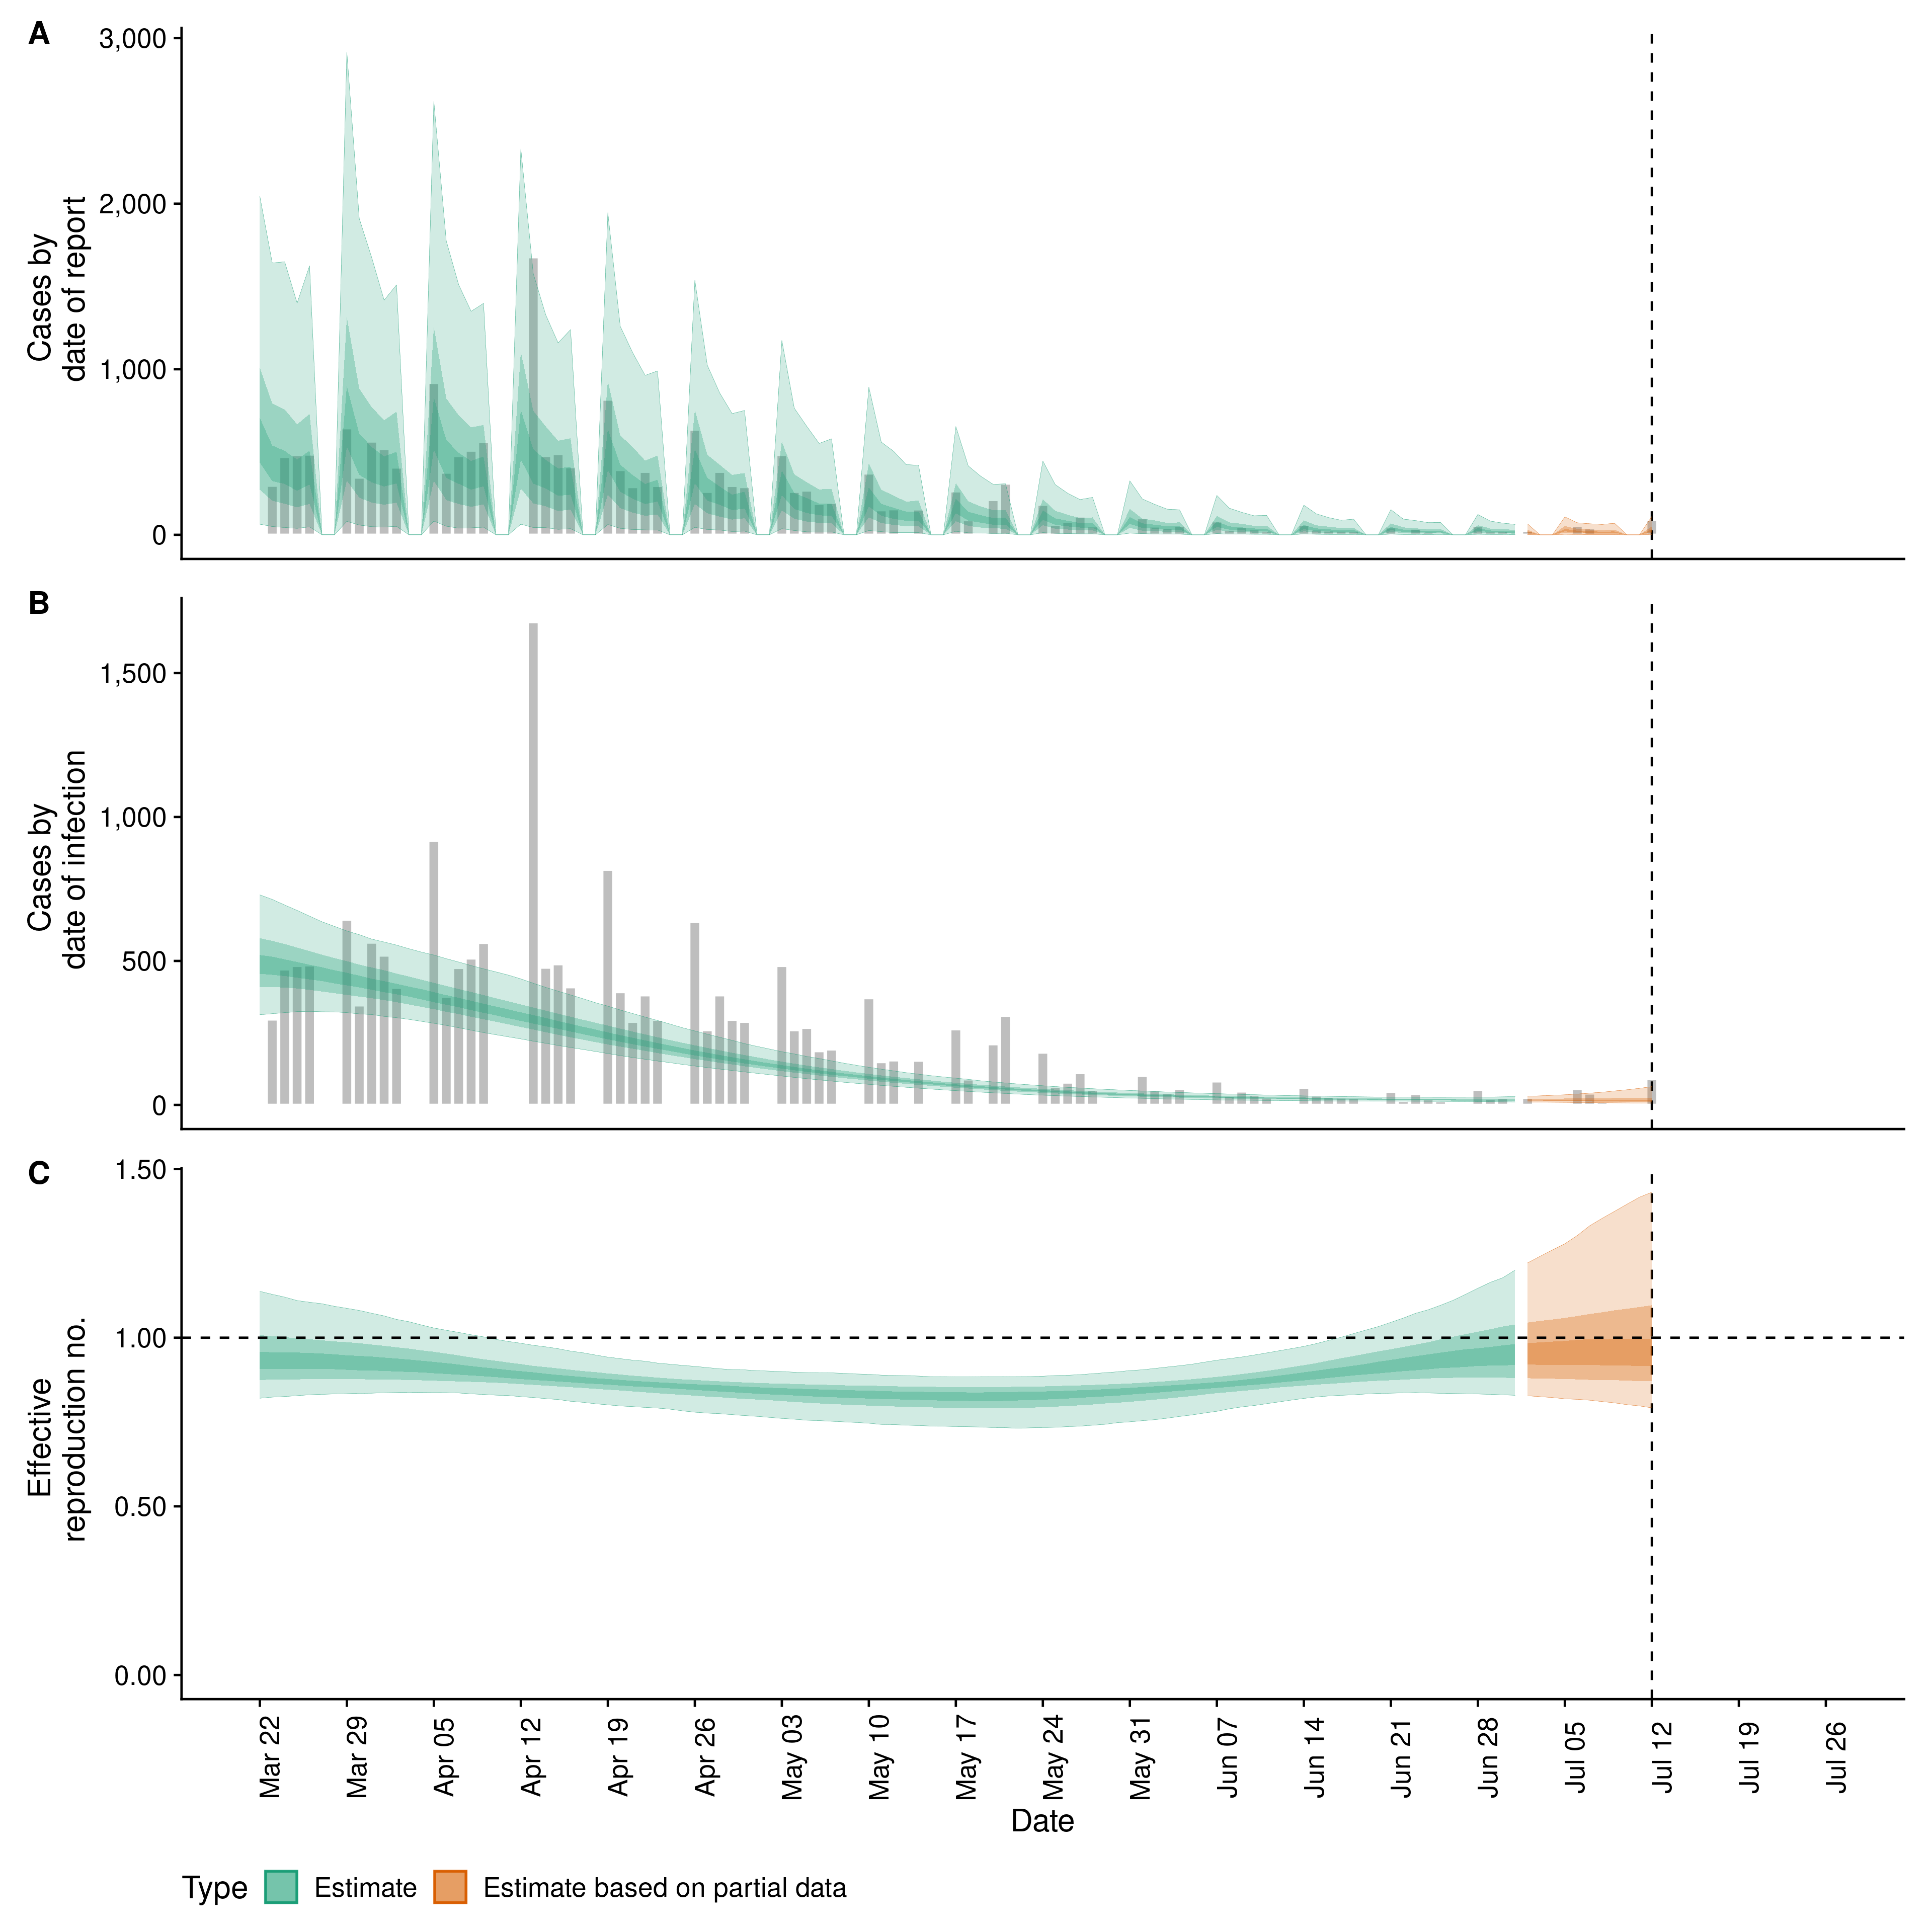 A
Cases by
date of report
3,000
2,000
1,000
0
B
Cases by
date of infection
1,500
1,000
500
0
C
Effective
reproduction no.
1.50
1.00
0.50
0.00
Mar 22
Mar 29
Apr 05
Apr 12
Apr 19
Apr 26
May 03
May 10
May 17
May 24
May 31
Jun 07
Jun 14
Jun 21
Jun 28
Jul 05
Jul 12
Jul 19
Jul 26
Date
Type Estimate Estimate based on partial data